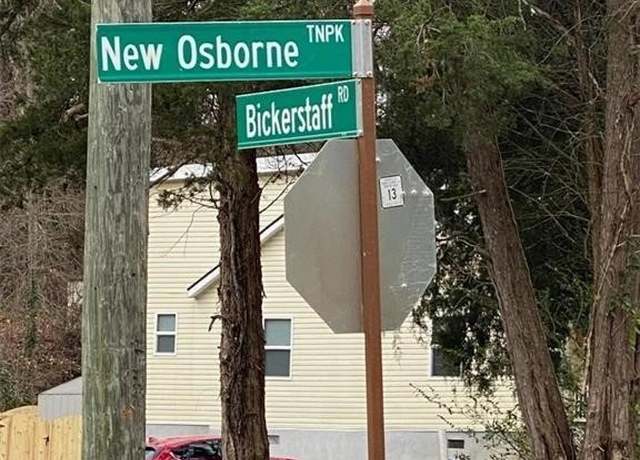 New Osborne TNPK
Bickerstaff RD
13